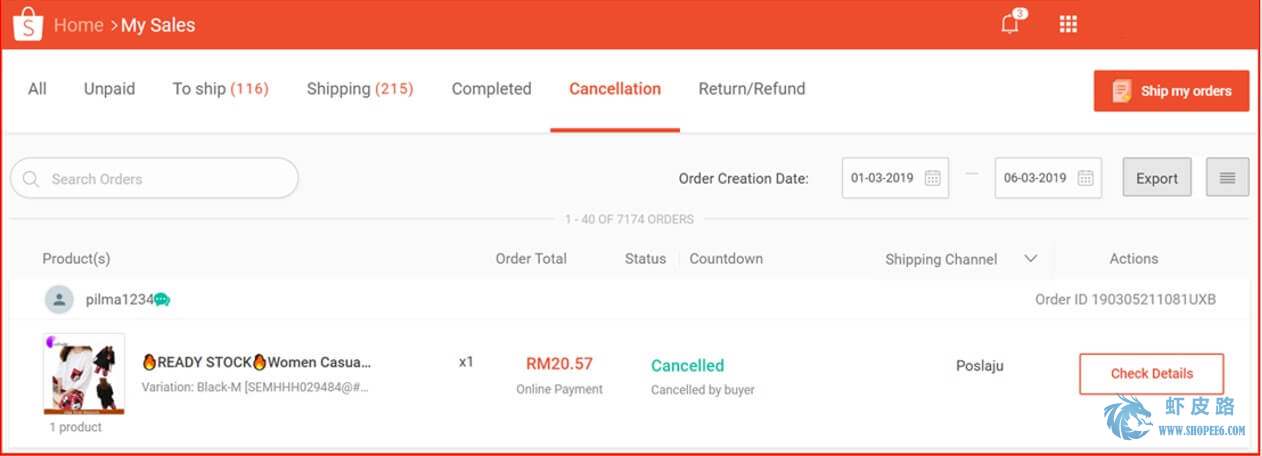 S Home >My Sales 3
All Unpaid To ship (116) Shipping (215) Completed Cancellation Return/Refund Ship my orders
Search Orders Order Creation Date: 01-03-2019 — 06-03-2019 Export
1 - 40 OF 7174 ORDERS
Product(s) Order Total Status Countdown Shipping Channel Actions
pilma1234 Order ID 190305211081UXB
🔥READY STOCK🔥Women Casua... x1 RM20.57 Cancelled Poslaju Check Details
Variation: Black-M [SEMHHH029484@#... Online Payment Cancelled by buyer
1 product
虾皮路
WWW.SHOPEE6.COM